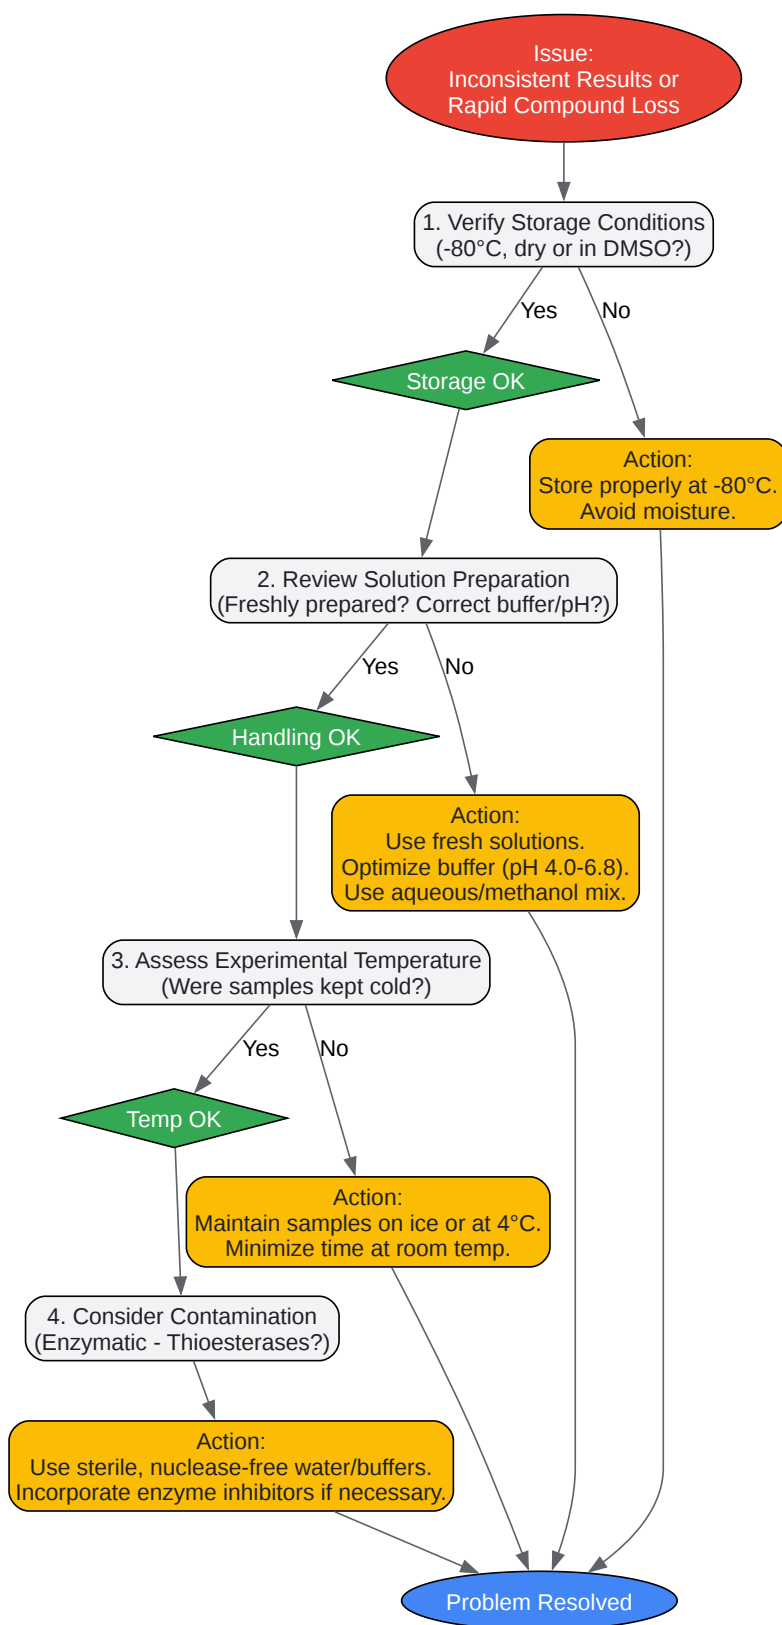 Issue:
Inconsistent Results or
Rapid Compound Loss
1. Verify Storage Conditions
(-80°C, dry or in DMSO?)
Yes
No
Storage OK
Action:
Store properly at -80°C.
Avoid moisture.
2. Review Solution Preparation
(Freshly prepared? Correct buffer/pH?)
Yes
No
Handling OK
Action:
Use fresh solutions.
Optimize buffer (pH 4.0-6.8).
Use aqueous/methanol mix.
3. Assess Experimental Temperature
(Were samples kept cold?)
Yes
No
Temp OK
Action:
Maintain samples on ice or at 4°C.
Minimize time at room temp.
4. Consider Contamination
(Enzymatic - Thioesterases?)
Action:
Use sterile, nuclease-free water/buffers.
Incorporate enzyme inhibitors if necessary.
Problem Resolved